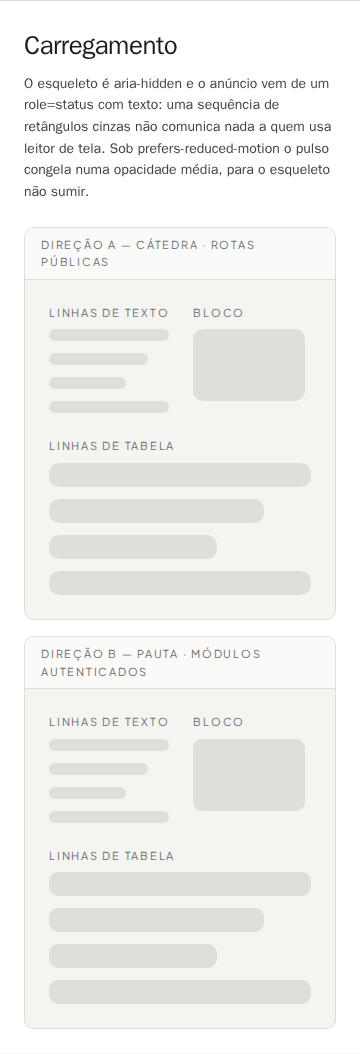 Carregamento
O esqueleto é aria-hidden e o anúncio vem de um
role=status com texto: uma sequência de
retângulos cinzas não comunica nada a quem usa
leitor de tela. Sob prefers-reduced-motion o pulso
congela numa opacidade média, para o esqueleto
não sumir.
DIREÇÃO A — CÁTEDRA · ROTAS
PÚBLICAS
LINHAS DE TEXTO
BLOCO
LINHAS DE TABELA
DIREÇÃO B — PAUTA · MÓDULOS
AUTENTICADOS
LINHAS DE TEXTO
BLOCO
LINHAS DE TABELA